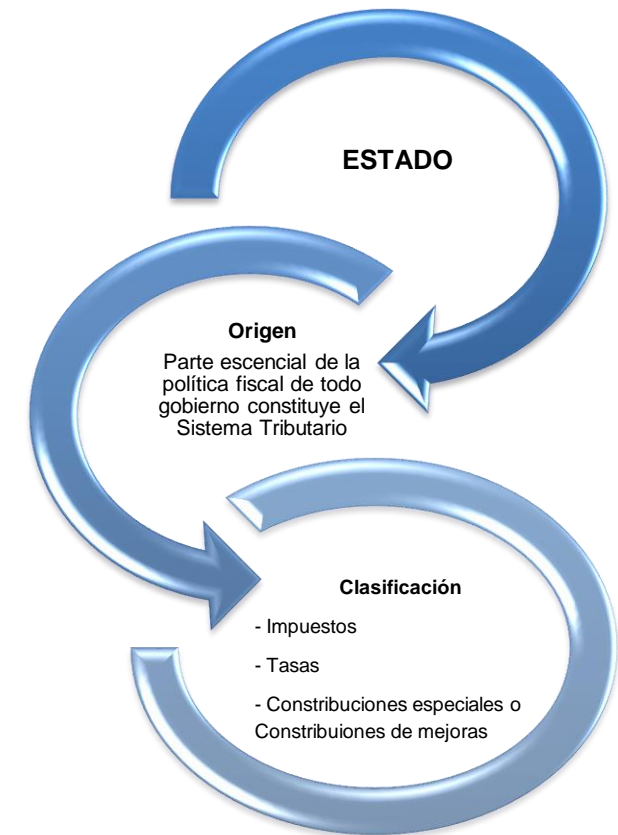 ESTADO
Origen
Parte escencial de la
política fiscal de todo
gobierno constituye el
Sistema Tributario
Clasificación
- Impuestos
- Tasas
- Constribuciones especiales o
Constribuiones de mejoras